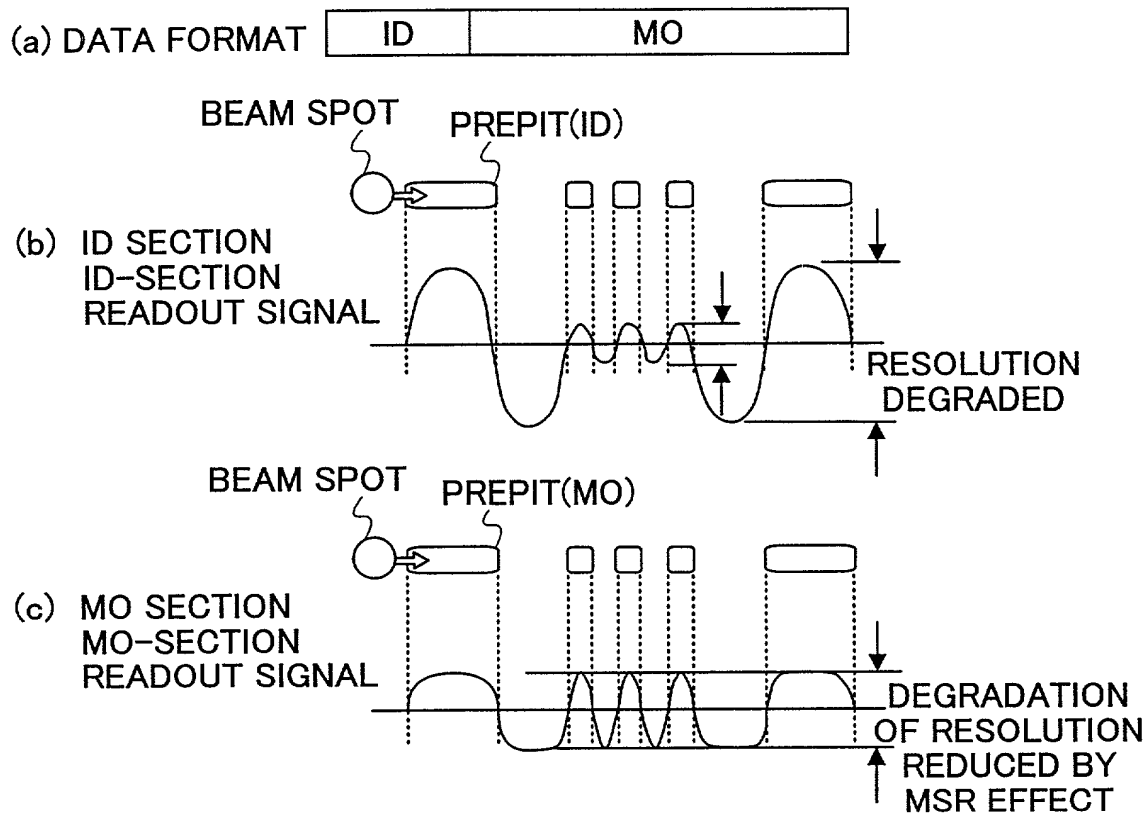 (a) DATA FORMAT
ID
MO
BEAM SPOT
PREPIT(ID)
(b) ID SECTION
ID-SECTION
READOUT SIGNAL
RESOLUTION
DEGRADED
BEAM SPOT
PREPIT(MO)
(c) MO SECTION
MO-SECTION
READOUT SIGNAL
DEGRADATION
OF RESOLUTION
REDUCED BY
MSR EFFECT